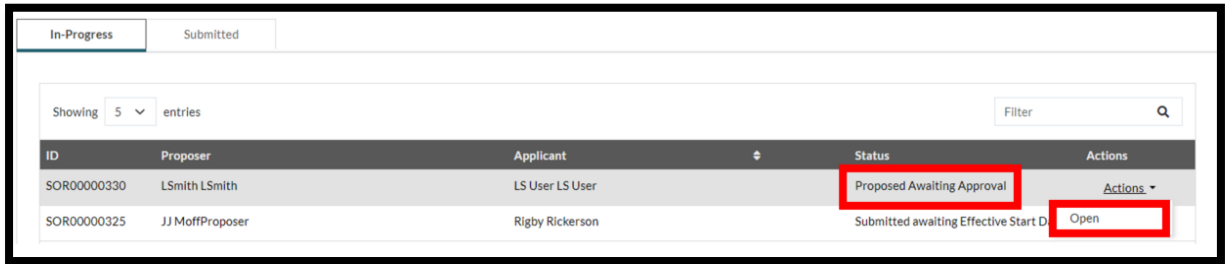 In-Progress Submitted
Showing 5 entries Filter
ID Proposer Applicant Status Actions
SOR00000330 LSmith LSmith LS User LS User Proposed Awaiting Approval Actions
SOR00000325 JJ MoffProposer Rigby Rickerson Submitted awaiting Effective Start Open